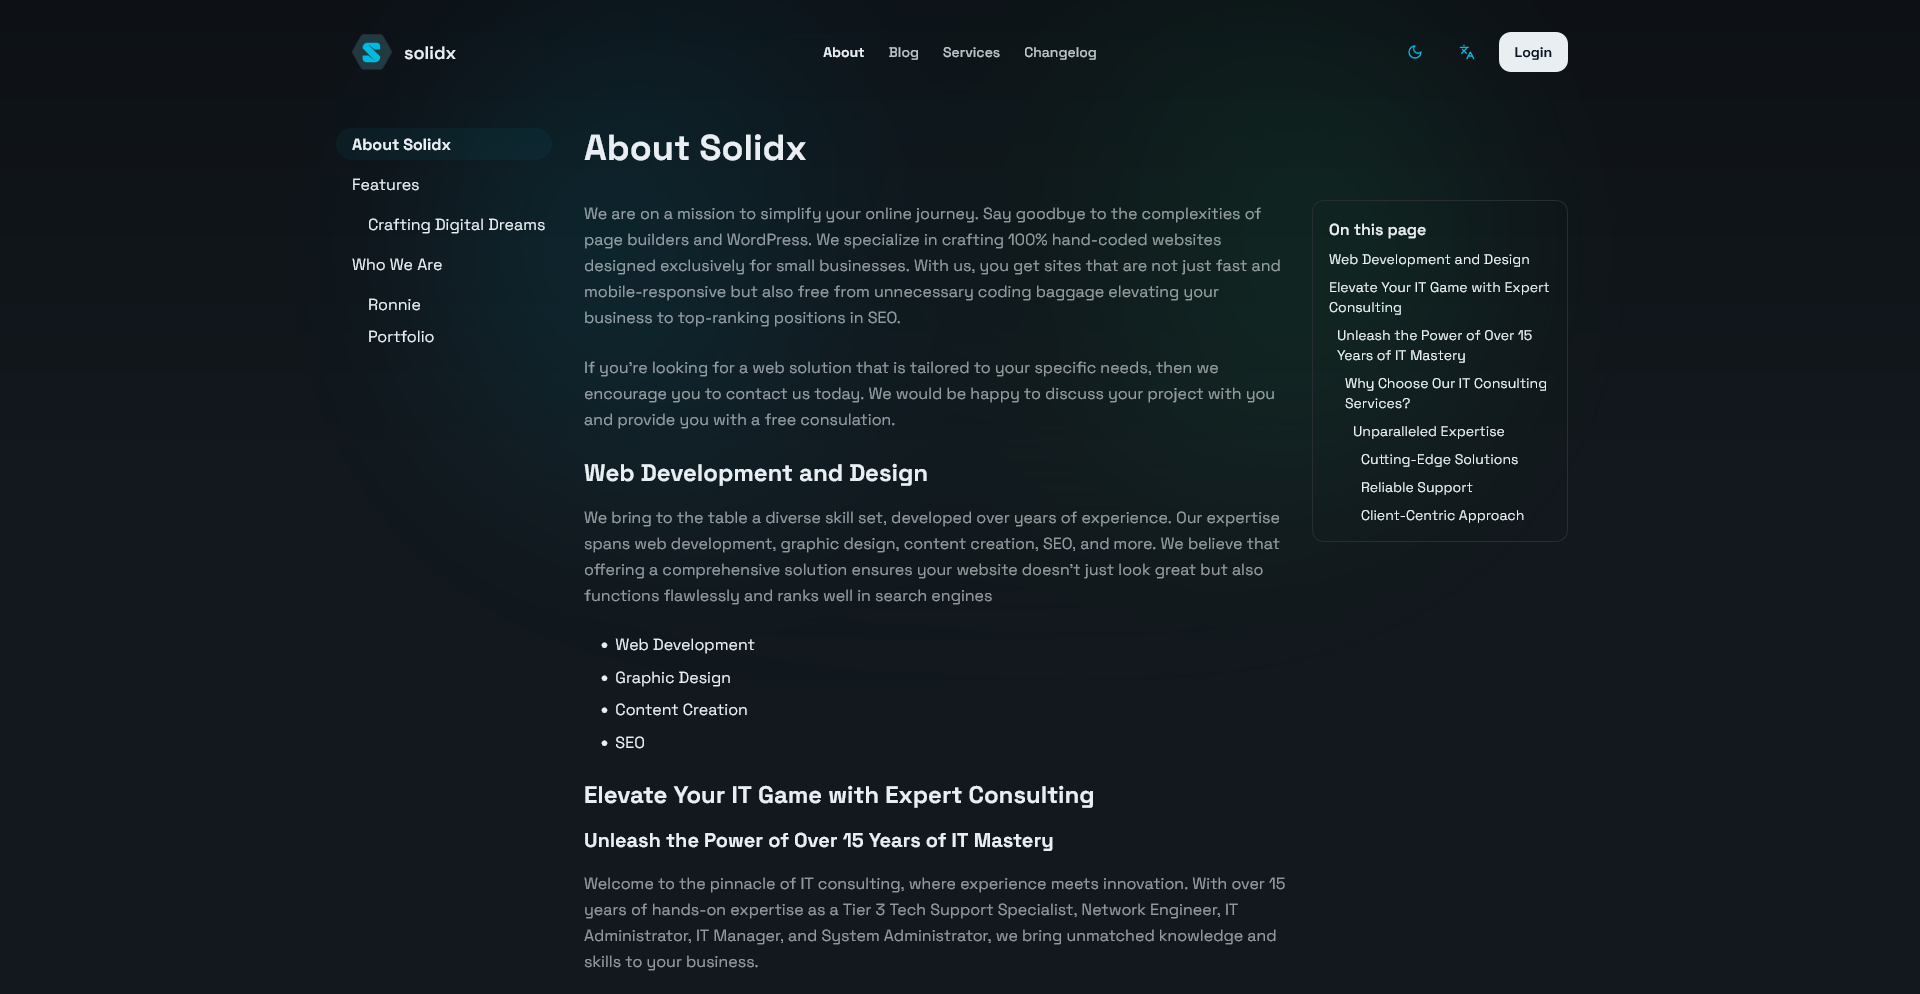 solidx
About
Blog
Services
Changelog
Login
About Solidx
Features
Crafting Digital Dreams
Who We Are
Ronnie
Portfolio
About Solidx
We are on a mission to simplify your online journey. Say goodbye to the complexities of
page builders and WordPress. We specialize in crafting 100% hand-coded websites
designed exclusively for small businesses. With us, you get sites that are not just fast and
mobile-responsive but also free from unnecessary coding baggage elevating your
business to top-ranking positions in SEO.
If you're looking for a web solution that is tailored to your specific needs, then we
encourage you to contact us today. We would be happy to discuss your project with you
and provide you with a free consulation.
Web Development and Design
We bring to the table a diverse skill set, developed over years of experience. Our expertise
spans web development, graphic design, content creation, SEO, and more. We believe that
offering a comprehensive solution ensures your website doesn't just look great but also
functions flawlessly and ranks well in search engines
• Web Development
• Graphic Design
• Content Creation
• SEO
Elevate Your IT Game with Expert Consulting
Unleash the Power of Over 15 Years of IT Mastery
Welcome to the pinnacle of IT consulting, where experience meets innovation. With over 15
years of hands-on expertise as a Tier 3 Tech Support Specialist, Network Engineer, IT
Administrator, IT Manager, and System Administrator, we bring unmatched knowledge and
skills to your business.
On this page
Web Development and Design
Elevate Your IT Game with Expert
Consulting
Unleash the Power of Over 15
Years of IT Mastery
Why Choose Our IT Consulting
Services?
Unparalleled Expertise
Cutting-Edge Solutions
Reliable Support
Client-Centric Approach